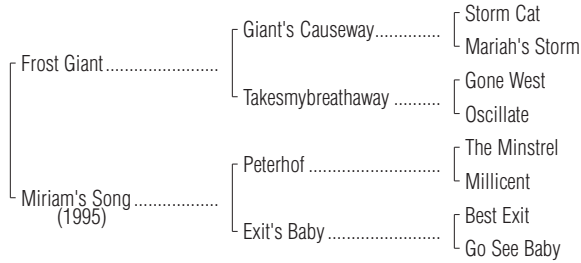 Storm Cat
Giant's Causeway..............
Mariah's Storm
Frost Giant........................
Gone West
Takesmybreathaway ..........
Oscillate
The Minstrel
Peterhof ............................
Millicent
Miriam's Song..................
(1995)
Best Exit
Exit's Baby ........................
Go See Baby